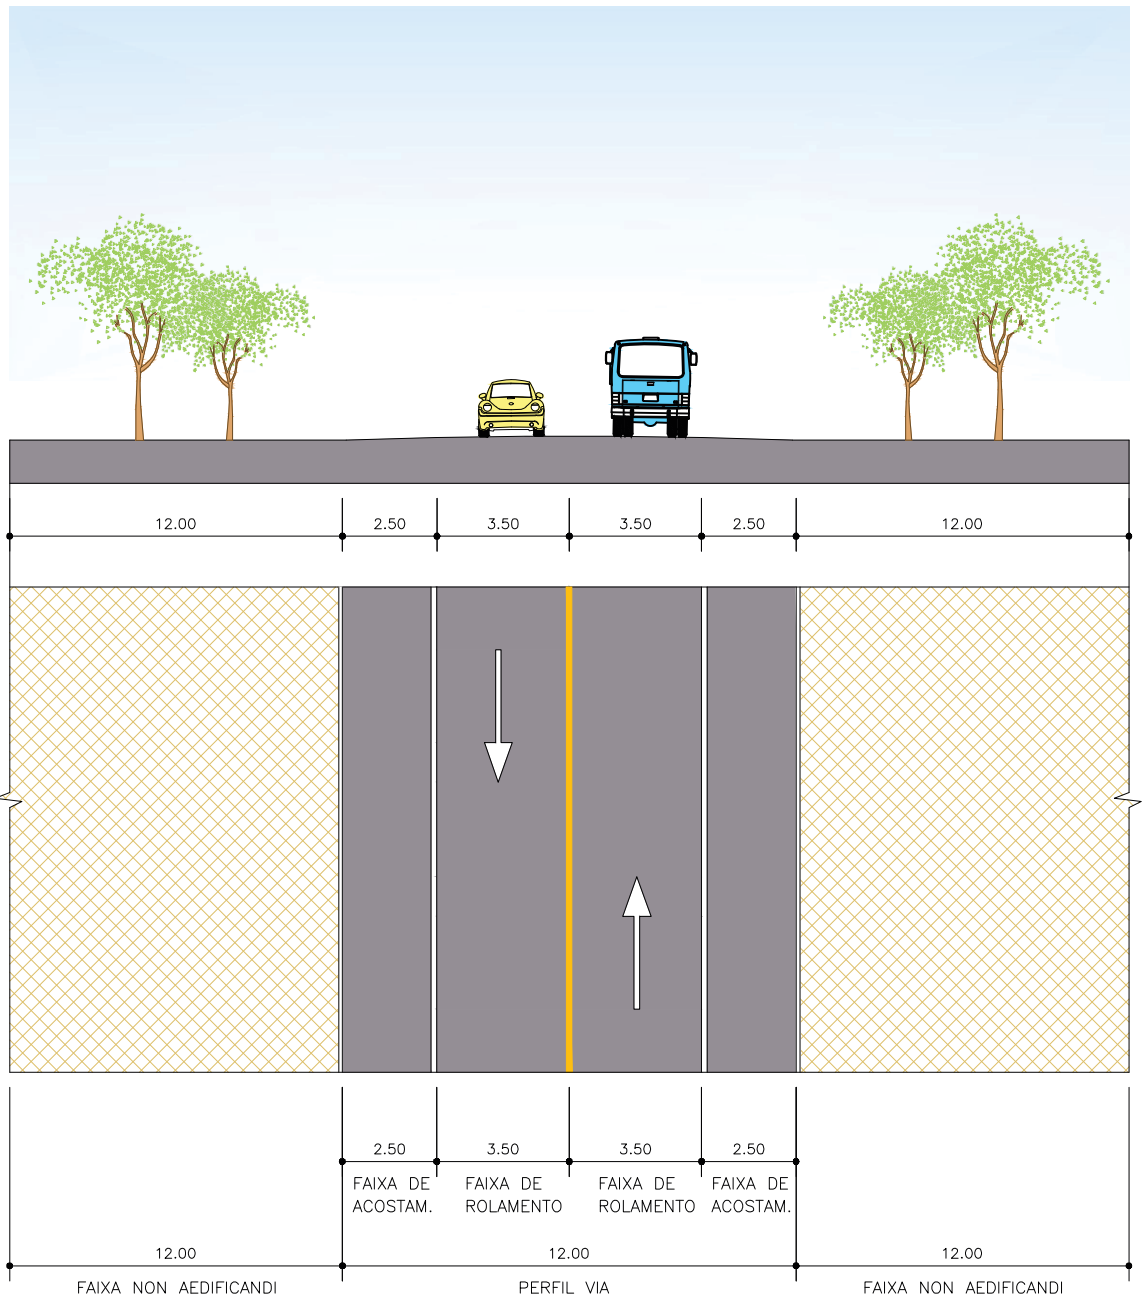 12.00 2.50 3.50 3.50 2.50 12.00
2.50 3.50 3.50 2.50
FAIXA DE FAIXA DE FAIXA DE FAIXA DE
ACOSTAM. ROLAMENTO ROLAMENTO ACOSTAM.
12.00 12.00 12.00
FAIXA NON AEDIFICANDI PERFIL VIA FAIXA NON AEDIFICANDI